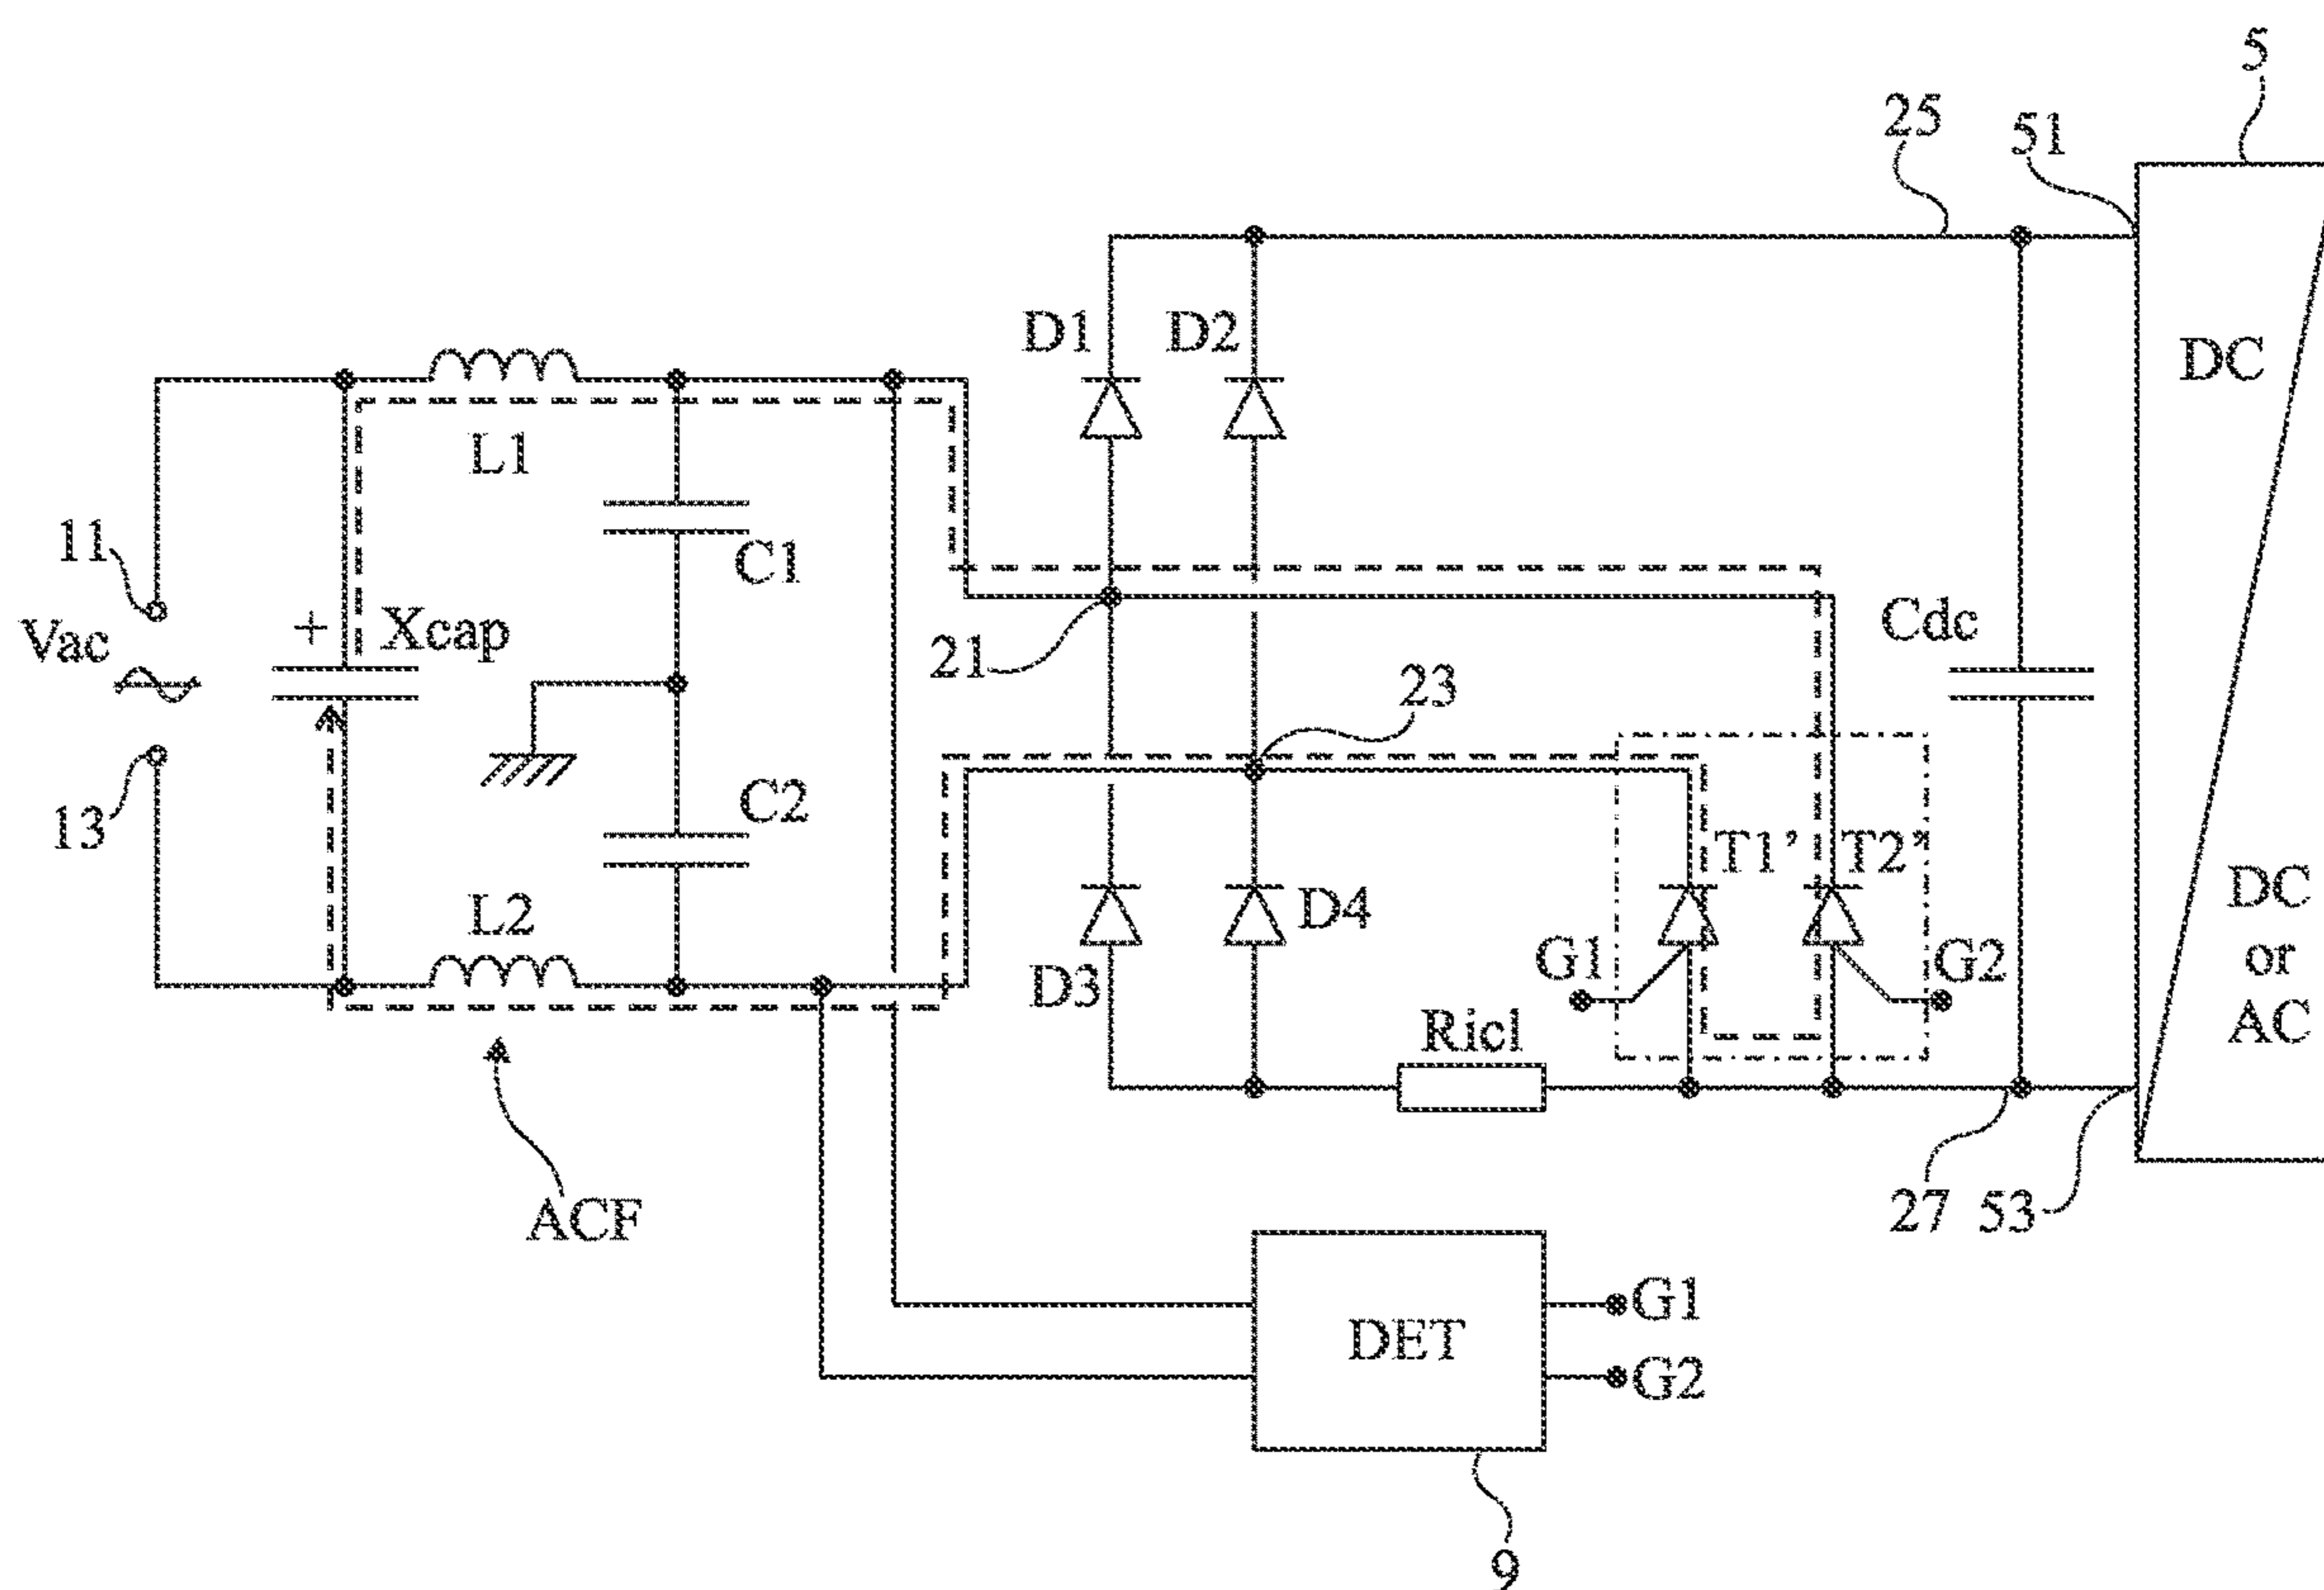 5
25
51
D1
D2
DC
L1
11
C1
+
Xcap
Vac
21
Cdc
23
C2
13
T1’
T2’
L2
D4
DC
or
AC
G1
G2
D3
Ricl
ACF
27
53
G1
DET
G2
9